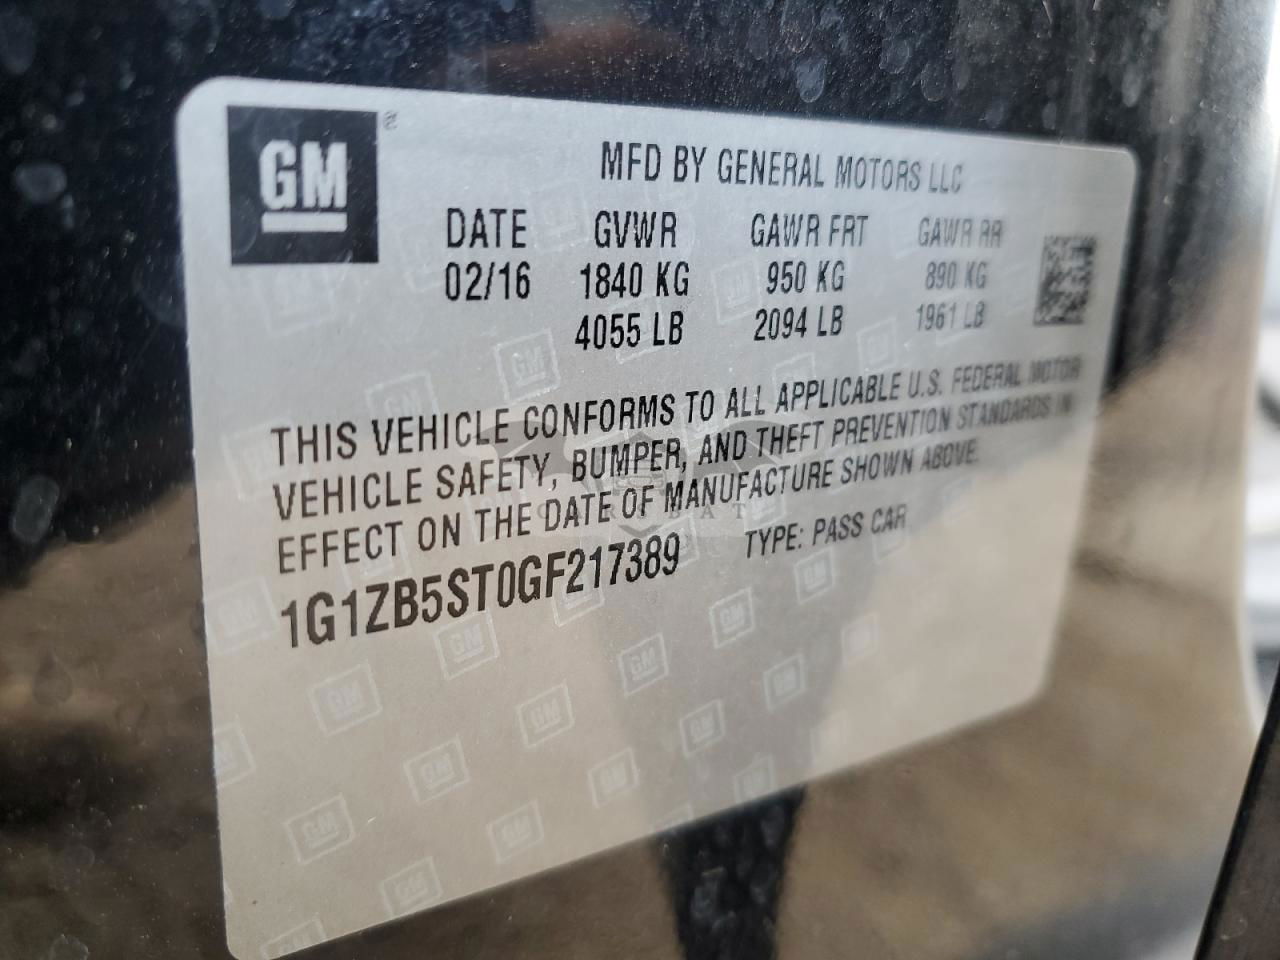 GM
MFD BY GENERAL MOTORS LLC
DATE GVWR GAWR FRT GAWR RR
02/16 1840 KG 950 KG 890 KG
4055 LB 2094 LB 1961 LB
THIS VEHICLE CONFORMS TO ALL APPLICABLE U.S. FEDERAL MOTOR
VEHICLE SAFETY, BUMPER, AND THEFT PREVENTION STANDARDS IN
EFFECT ON THE DATE OF MANUFACTURE SHOWN ABOVE.
1G1ZB5ST0GF217389 TYPE: PASS CAR
CARSBAT